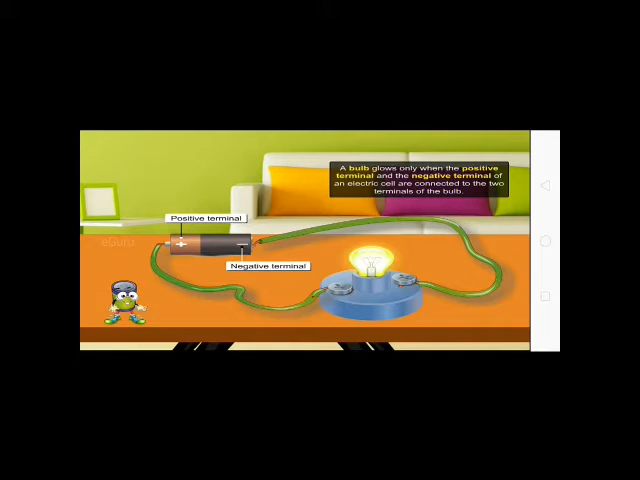 A bulb glows only when the positive
terminal and the negative terminal of
an electric cell are connected to the two
terminals of the bulb.
Positive terminal
eGuru
+
−
Negative terminal